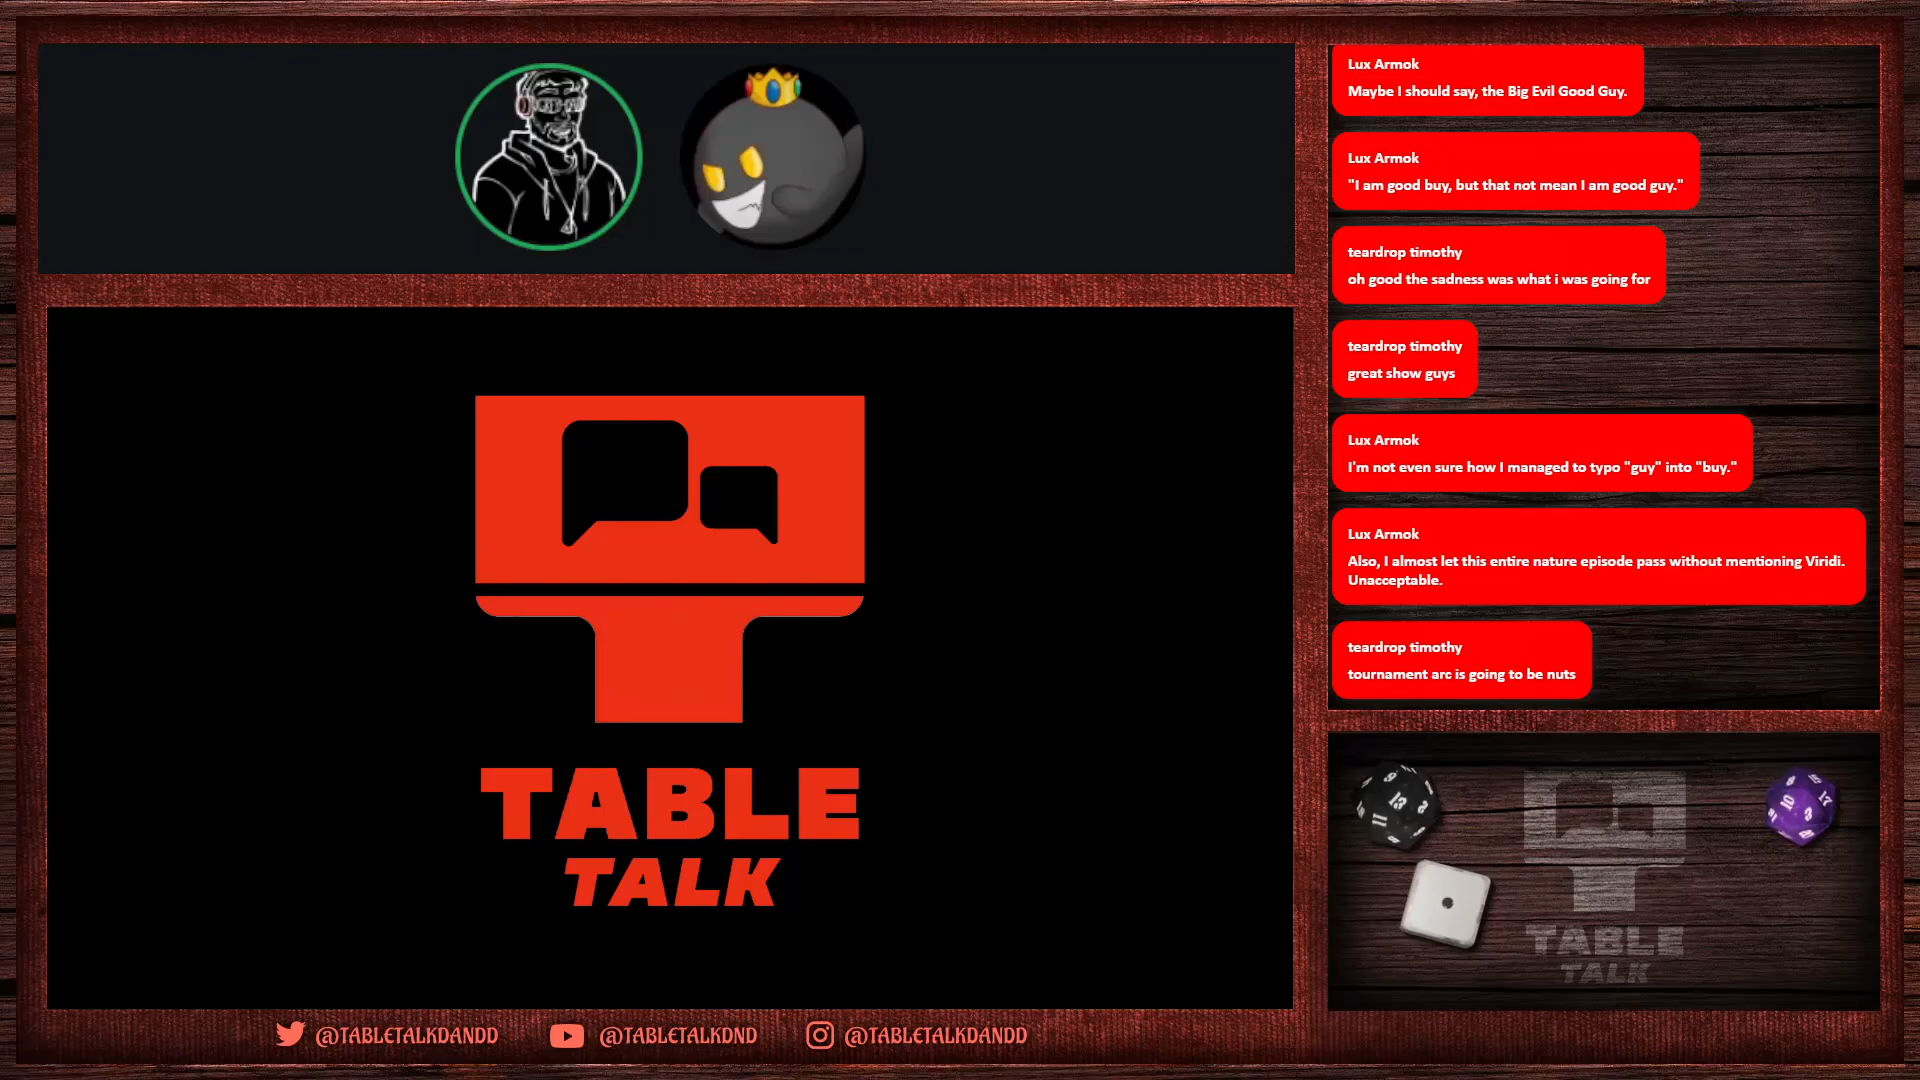 Lux Armok
Maybe I should say, the Big Evil Good Guy.
Lux Armok
"I am good buy, but that not mean I am good guy."
teardrop timothy
oh good the sadness was what i was going for
teardrop timothy
great show guys
Lux Armok
I'm not even sure how I managed to typo "guy" into "buy."
Lux Armok
Also, I almost let this entire nature episode pass without mentioning Viridi.
Unacceptable.
teardrop timothy
tournament arc is going to be nuts
TABLE
TALK
13
10
17
3
TABLE
TALK
@TABLETALKDANDD
@TABLETALKDND
@TABLETALKDANDD